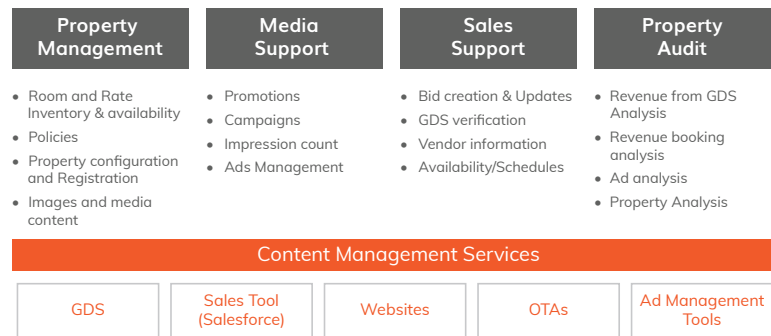 Property
Management
Media
Support
Sales
Support
Property
Audit
• Room and Rate
Inventory & availability
• Policies
• Property configuration
and Registration
• Images and media
content
• Promotions
• Campaigns
• Impression count
• Ads Management
• Bid creation & Updates
• GDS verification
• Vendor information
• Availability/Schedules
• Revenue from GDS
Analysis
• Revenue booking
analysis
• Ad analysis
• Property Analysis
Content Management Services
GDS
Sales Tool
(Salesforce)
Websites
OTAs
Ad Management
Tools